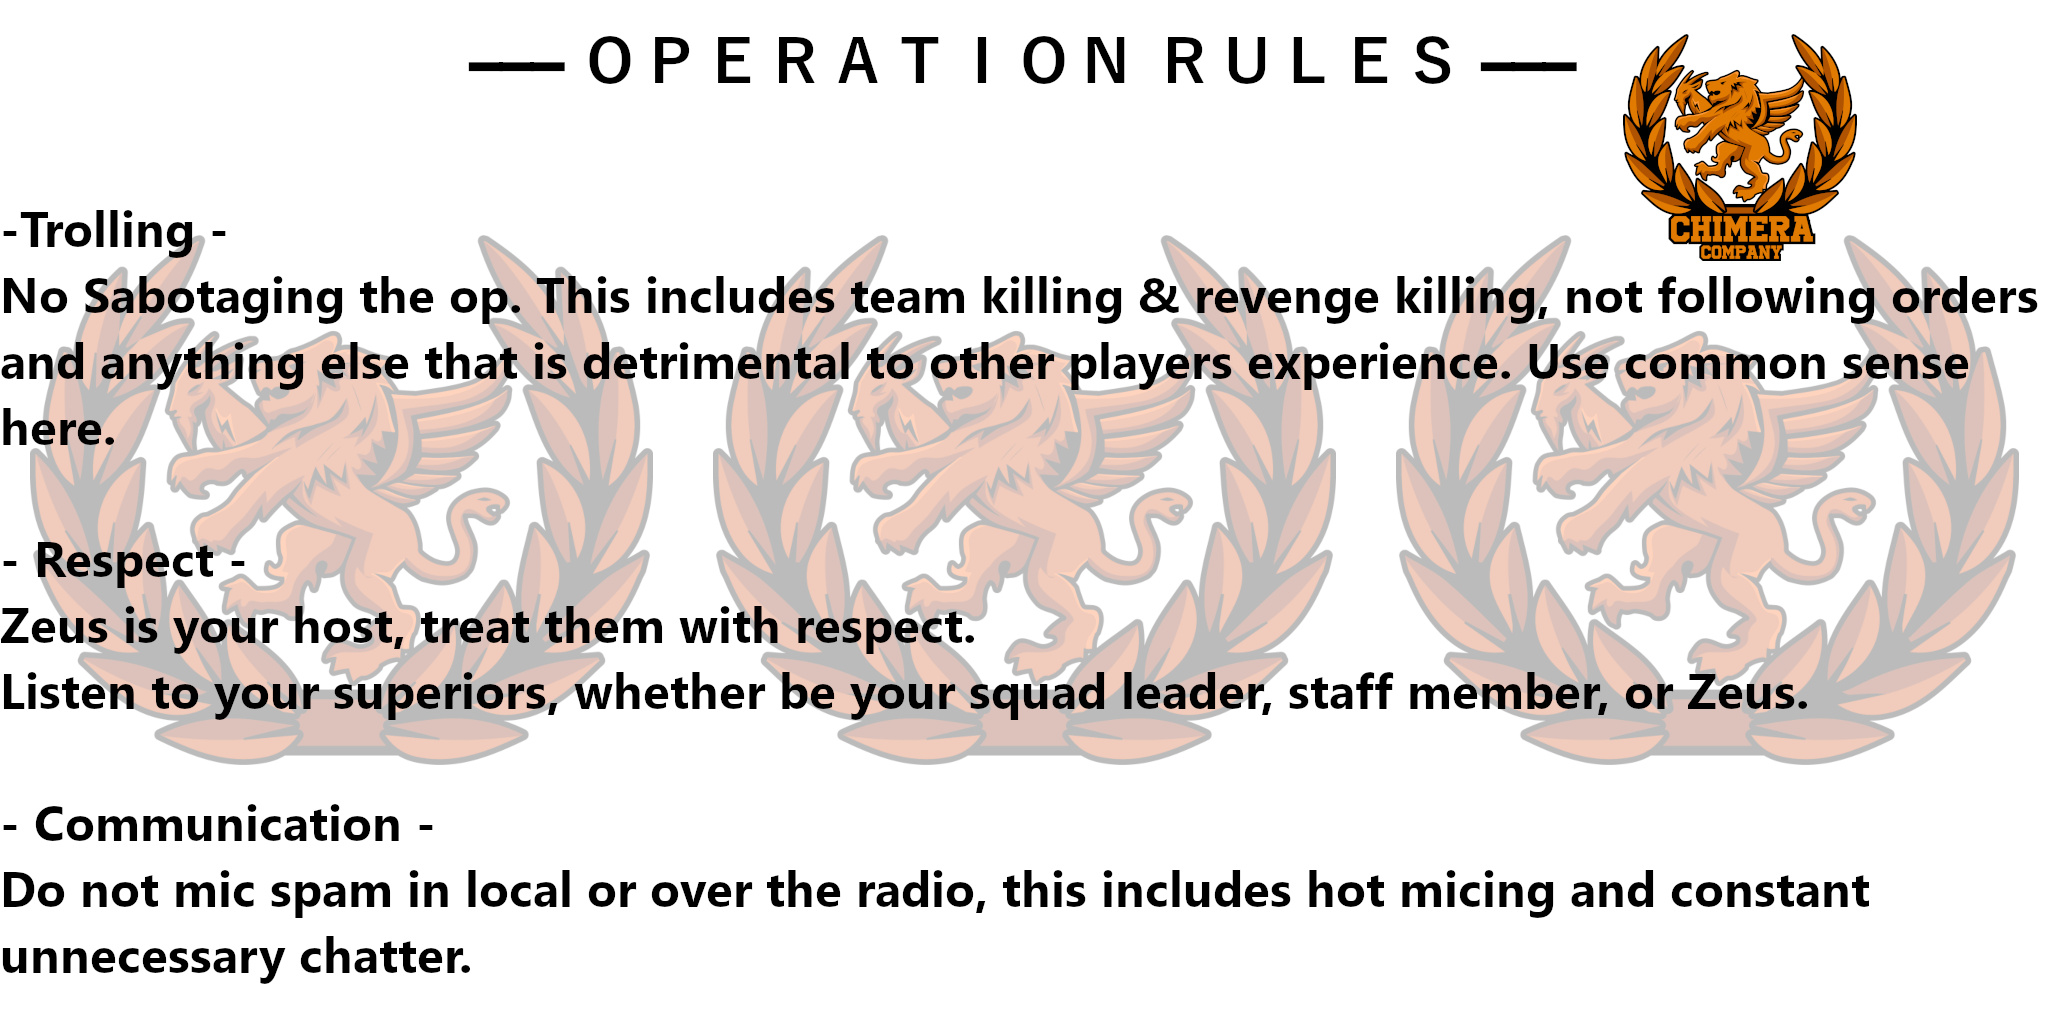 — OPERATION RULES —
CHIMERA
COMPANY
-Trolling -
No Sabotaging the op. This includes team killing & revenge killing, not following orders
and anything else that is detrimental to other players experience. Use common sense
here.
- Respect -
Zeus is your host, treat them with respect.
Listen to your superiors, whether be your squad leader, staff member, or Zeus.
- Communication -
Do not mic spam in local or over the radio, this includes hot micing and constant
unnecessary chatter.